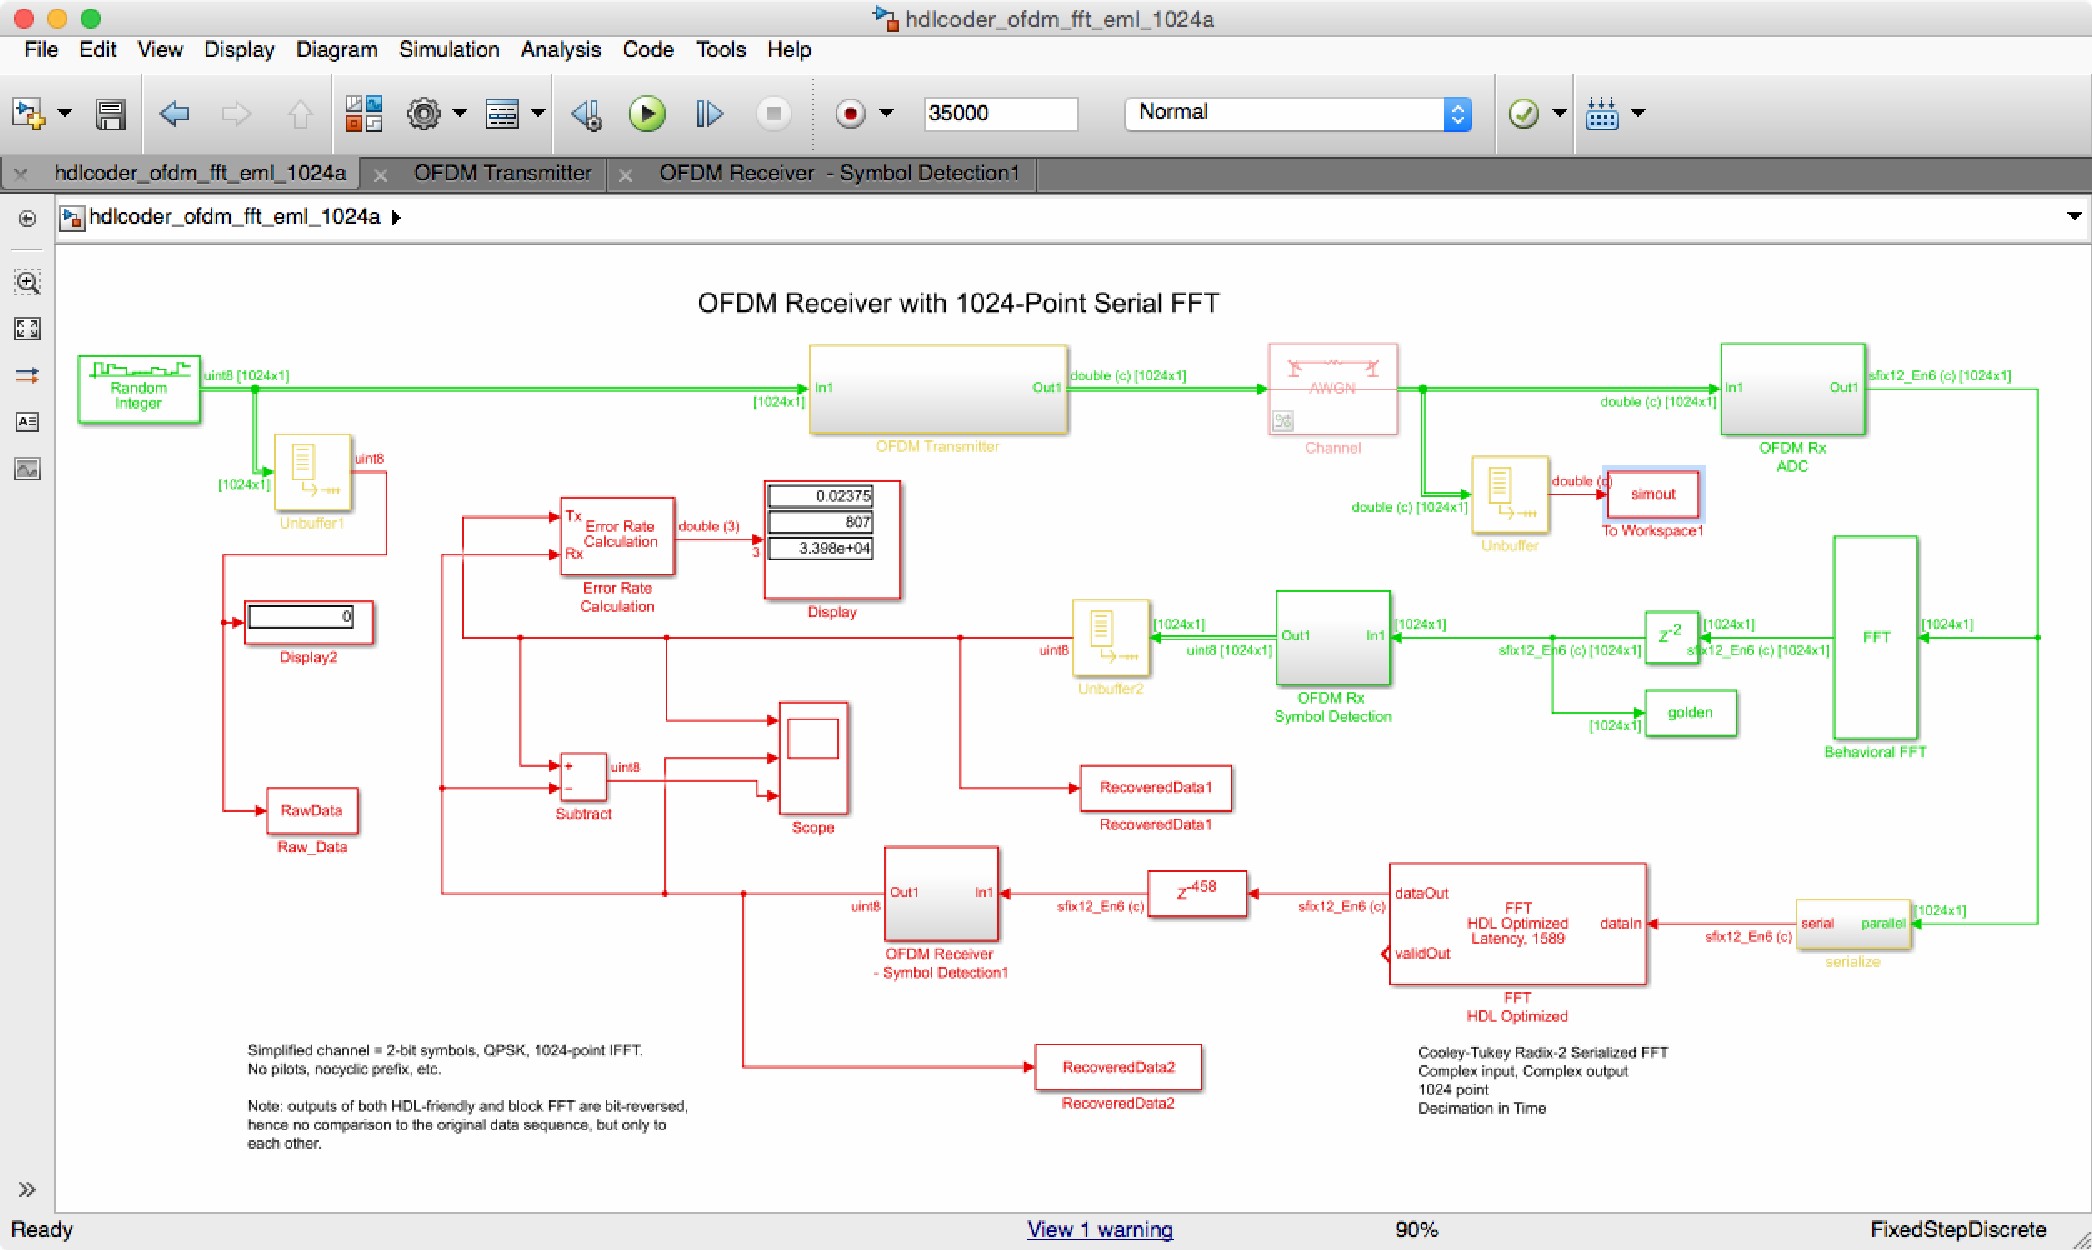 hdlcoder_ofdm_fft_eml_1024a
File Edit View Display Diagram Simulation Analysis Code Tools Help
35000
Normal
hdlcoder_ofdm_fft_eml_1024a
OFDM Transmitter
OFDM Receiver - Symbol Detection1
hdlcoder_ofdm_fft_eml_1024a
OFDM Receiver with 1024-Point Serial FFT
Random
Integer
uint8 [1024x1]
[1024x1]
In1
Out1
OFDM Transmitter
double (c) [1024x1]
AWGN
Channel
double (c) [1024x1]
In1
Out1
OFDM Rx
ADC
sfix12_En6 (c) [1024x1]
[1024x1]
uint8
Unbuffer1
double (c) [1024x1]
Unbuffer
double (c)
simout
To Workspace1
Tx
Rx
Error Rate
Calculation
Error Rate
Calculation
double (3)
3
0.02375
807
3.398e+04
Display
0
Display2
uint8
Unbuffer2
[1024x1]
uint8 [1024x1]
Out1
In1
OFDM Rx
Symbol Detection
[1024x1]
sfix12_En6 (c) [1024x1]
z-2
[1024x1]
sfix12_En6 (c) [1024x1]
FFT
Behavioral FFT
[1024x1]
[1024x1]
golden
RawData
Raw_Data
+
−
uint8
Subtract
Scope
RecoveredData1
RecoveredData1
uint8
Out1
In1
OFDM Receiver
- Symbol Detection1
sfix12_En6 (c)
z-458
sfix12_En6 (c)
dataOut
validOut
FFT
HDL Optimized
Latency, 1589
dataIn
FFT
HDL Optimized
sfix12_En6 (c)
serial
parallel
serialize
[1024x1]
RecoveredData2
RecoveredData2
Simplified channel = 2-bit symbols, QPSK, 1024-point IFFT.
No pilots, nocyclic prefix, etc.
Note: outputs of both HDL-friendly and block FFT are bit-reversed,
hence no comparison to the original data sequence, but only to
each other.
Cooley-Tukey Radix-2 Serialized FFT
Complex input, Complex output
1024 point
Decimation in Time
Ready
View 1 warning
90%
FixedStepDiscrete